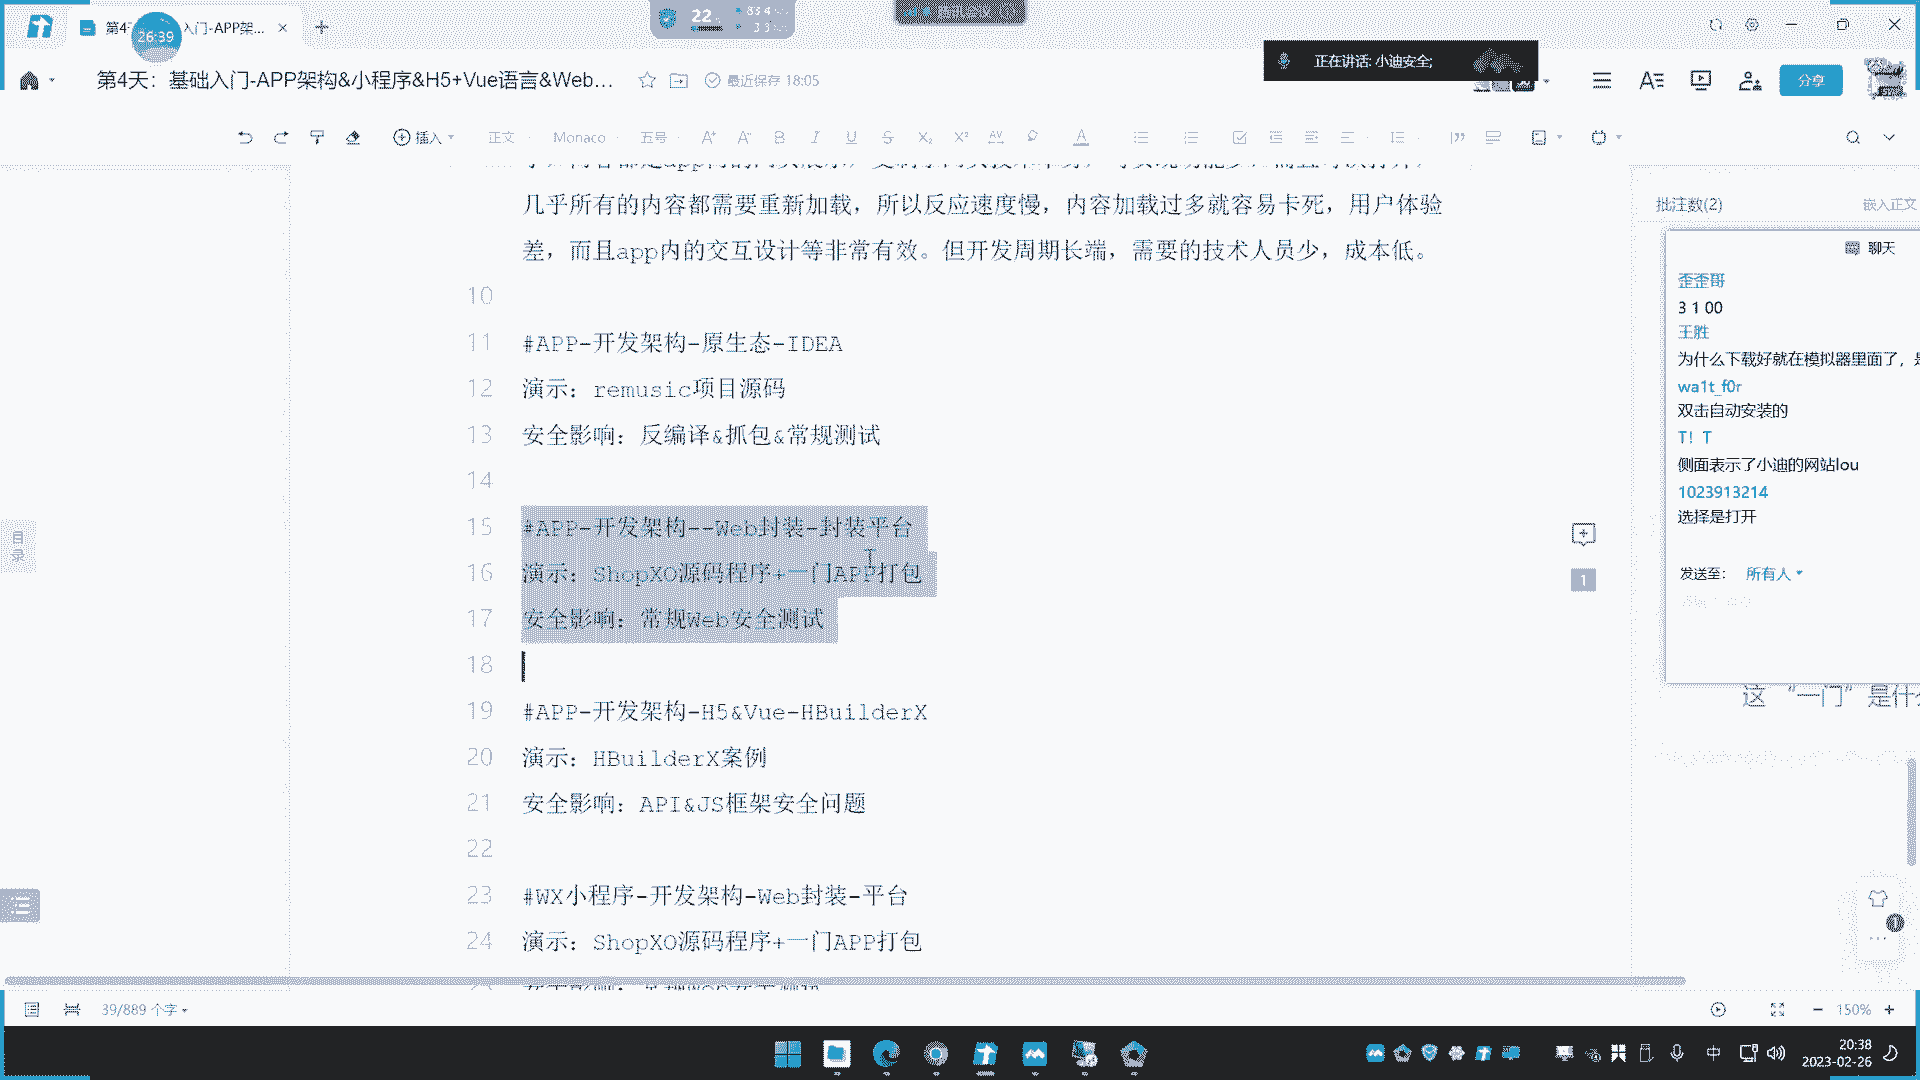 第4
入门-APP架...
26:39
22
正在讲话: 小迪安全;
第4天：基础入门-APP架构&小程序&H5+Vue语言&Web...
最近保存 18:05
分享
插入
正文
Monaco
五号
几乎所有的内容都需要重新加载，所以反应速度慢，内容加载过多就容易卡死，用户体验
差，而且app内的交互设计等非常有效。但开发周期长端，需要的技术人员少，成本低。
10
11 #APP-开发架构-原生态-IDEA
12 演示：remusic项目源码
13 安全影响：反编译&抓包&常规测试
14
15 #APP-开发架构--Web封装-封装平台
16 演示：ShopXO源码程序+一门APP打包
17 安全影响：常规Web安全测试
18
19 #APP-开发架构-H5&Vue-HBuilderX
20 演示：HBuilderX案例
21 安全影响：API&JS框架安全问题
22
23 #WX小程序-开发架构-Web封装-平台
24 演示：ShopXO源码程序+一门APP打包
目录
批注数(2)
嵌入正文
聊天
歪歪哥
3 1 00
王胜
为什么下载好就在模拟器里面了，
wa1t_f0r
双击自动安装的
T！T
侧面表示了小迪的网站lou
1023913214
选择是打开
发送至：
所有人
1
这“一门”是什
39/889 个字
150%
中
20:38
2023-02-26